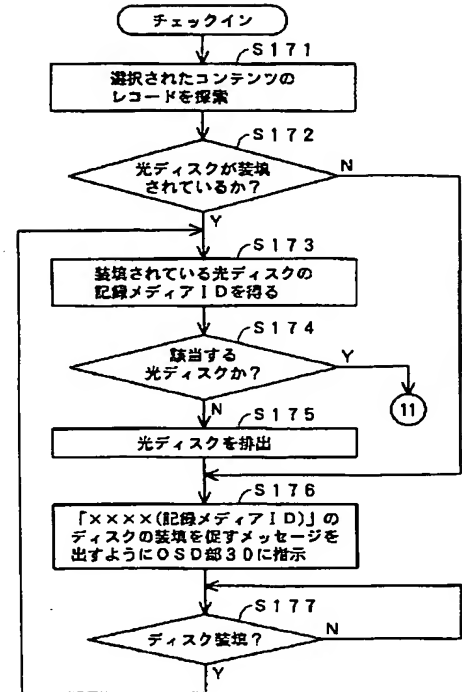 チェックイン
S171
選択されたコンテンツの
レコードを探索
S172
光ディスクが装填
されているか?
N
Y
S173
装填されている光ディスクの
記録メディアIDを得る
S174
該当する
光ディスクか?
Y
11
N
S175
光ディスクを排出
S176
「××××(記録メディアID)」の
ディスクの装填を促すメッセージを
出すようにOSD部30に指示
S177
ディスク装填?
N
Y